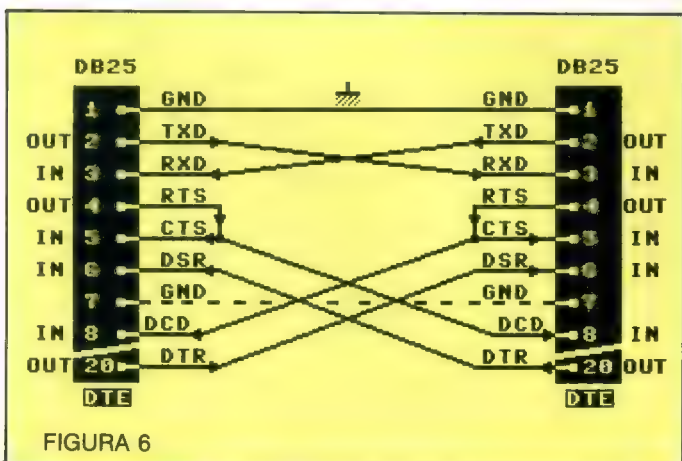 DB25 DB25
1 GND GND 1
OUT 2 TXD TXD 2 OUT
IN 3 RXD RXD 3 IN
OUT 4 RTS RTS 4 OUT
IN 5 CTS CTS 5 IN
IN 6 DSR DSR 6 IN
7 GND GND 7
IN 8 DCD DCD 8 IN
OUT 20 DTR DTR 20 OUT
DTE DTE
FIGURA 6